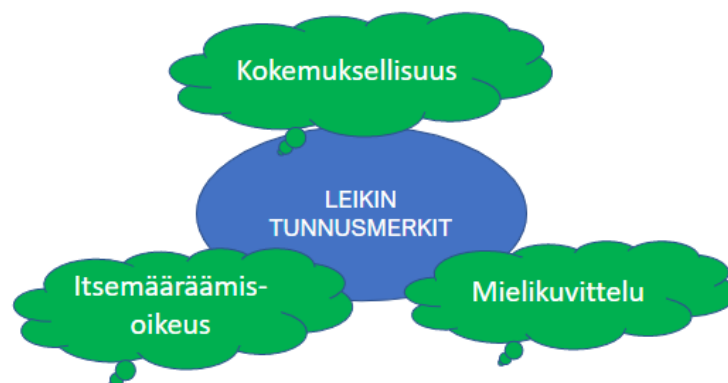 Kokemuksellisuus
LEIKIN
TUNNUSMERKIT
Itsemääräämis-
oikeus
Mielikuvittelu